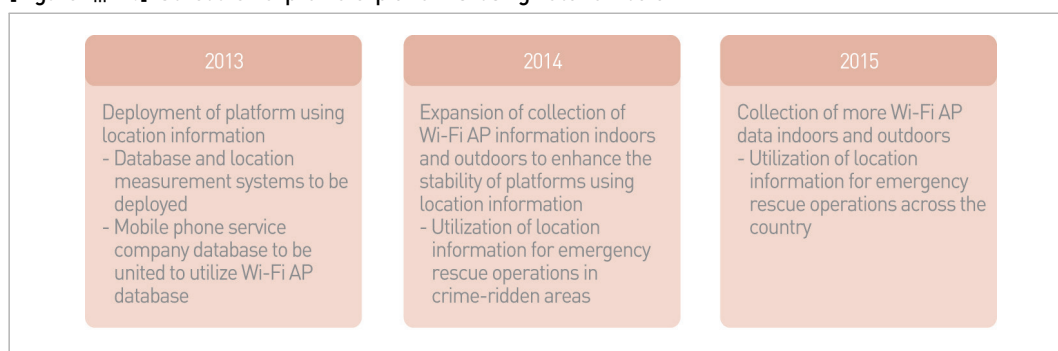 2013
Deployment of platform using
location information
- Database and location
measurement systems to be
deployed
- Mobile phone service
company database to be
united to utilize Wi-Fi AP
database
2014
Expansion of collection of
Wi-Fi AP information indoors
and outdoors to enhance the
stability of platforms using
location information
- Utilization of location
information for emergency
rescue operations in
crime-ridden areas
2015
Collection of more Wi-Fi AP
data indoors and outdoors
- Utilization of location
information for emergency
rescue operations across the
country